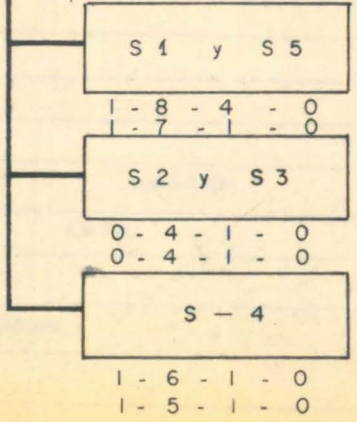 S 1 y S 5
1 - 8 - 4 - 0
1 - 7 - 1 - 0
S 2 y S 3
0 - 4 - 1 - 0
0 - 4 - 1 - 0
S — 4
1 - 6 - 1 - 0
1 - 5 - 1 - 0